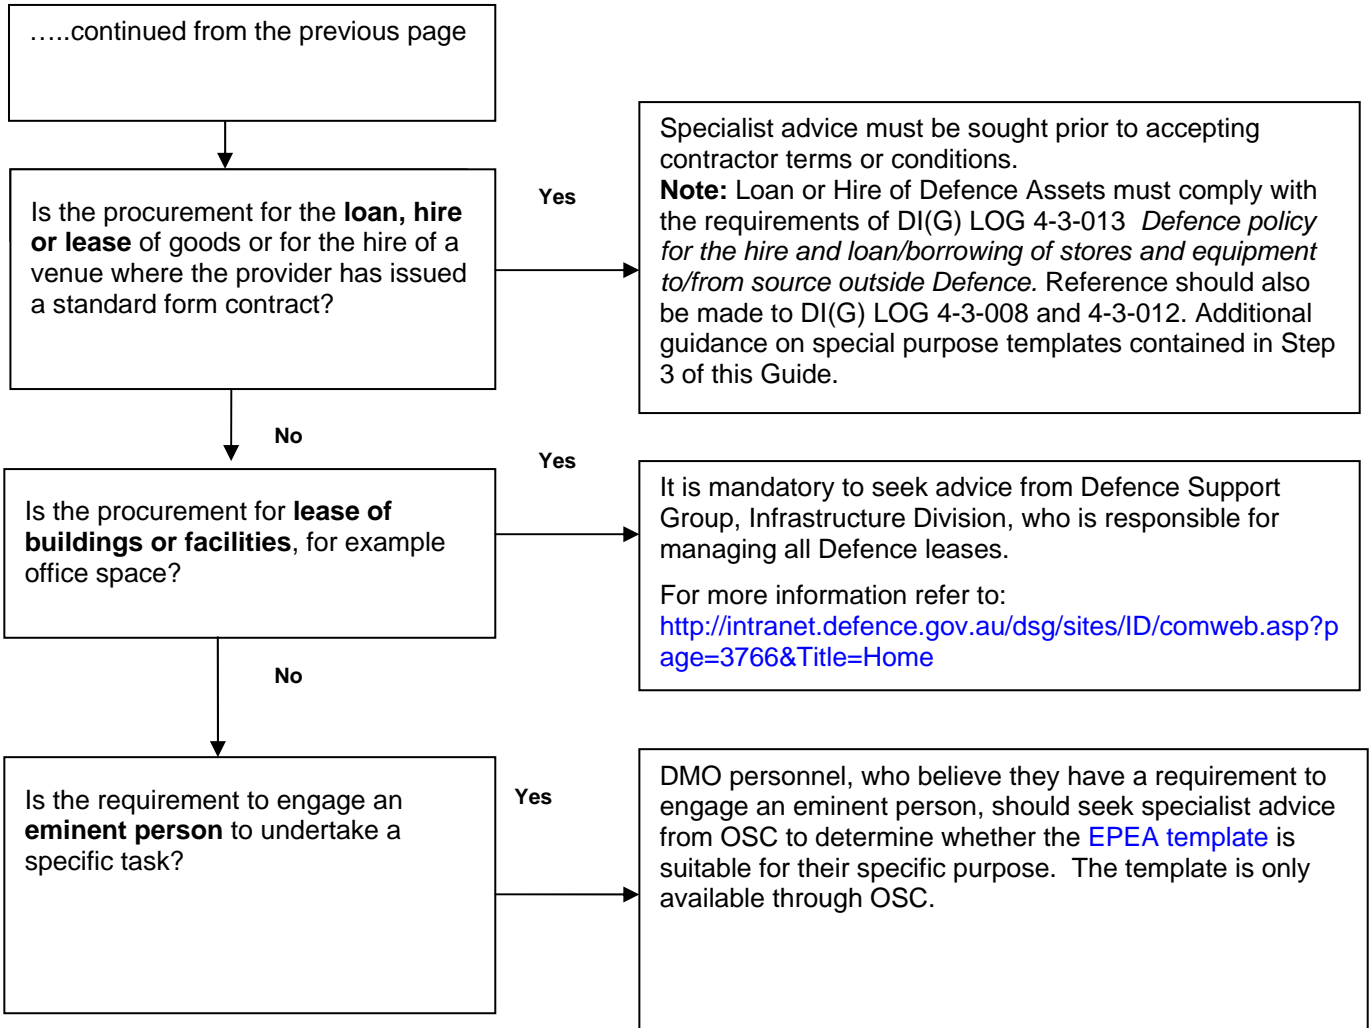 …..continued from the previous page
Is the procurement for the loan, hire
or lease of goods or for the hire of a
venue where the provider has issued
a standard form contract?
Yes
Specialist advice must be sought prior to accepting
contractor terms or conditions.
Note: Loan or Hire of Defence Assets must comply with
the requirements of DI(G) LOG 4-3-013 Defence policy
for the hire and loan/borrowing of stores and equipment
to/from source outside Defence. Reference should also
be made to DI(G) LOG 4-3-008 and 4-3-012. Additional
guidance on special purpose templates contained in Step
3 of this Guide.
No
Is the procurement for lease of
buildings or facilities, for example
office space?
Yes
It is mandatory to seek advice from Defence Support
Group, Infrastructure Division, who is responsible for
managing all Defence leases.
For more information refer to:
http://intranet.defence.gov.au/dsg/sites/ID/comweb.asp?p
age=3766&Title=Home
No
Is the requirement to engage an
eminent person to undertake a
specific task?
Yes
DMO personnel, who believe they have a requirement to
engage an eminent person, should seek specialist advice
from OSC to determine whether the EPEA template is
suitable for their specific purpose.  The template is only
available through OSC.